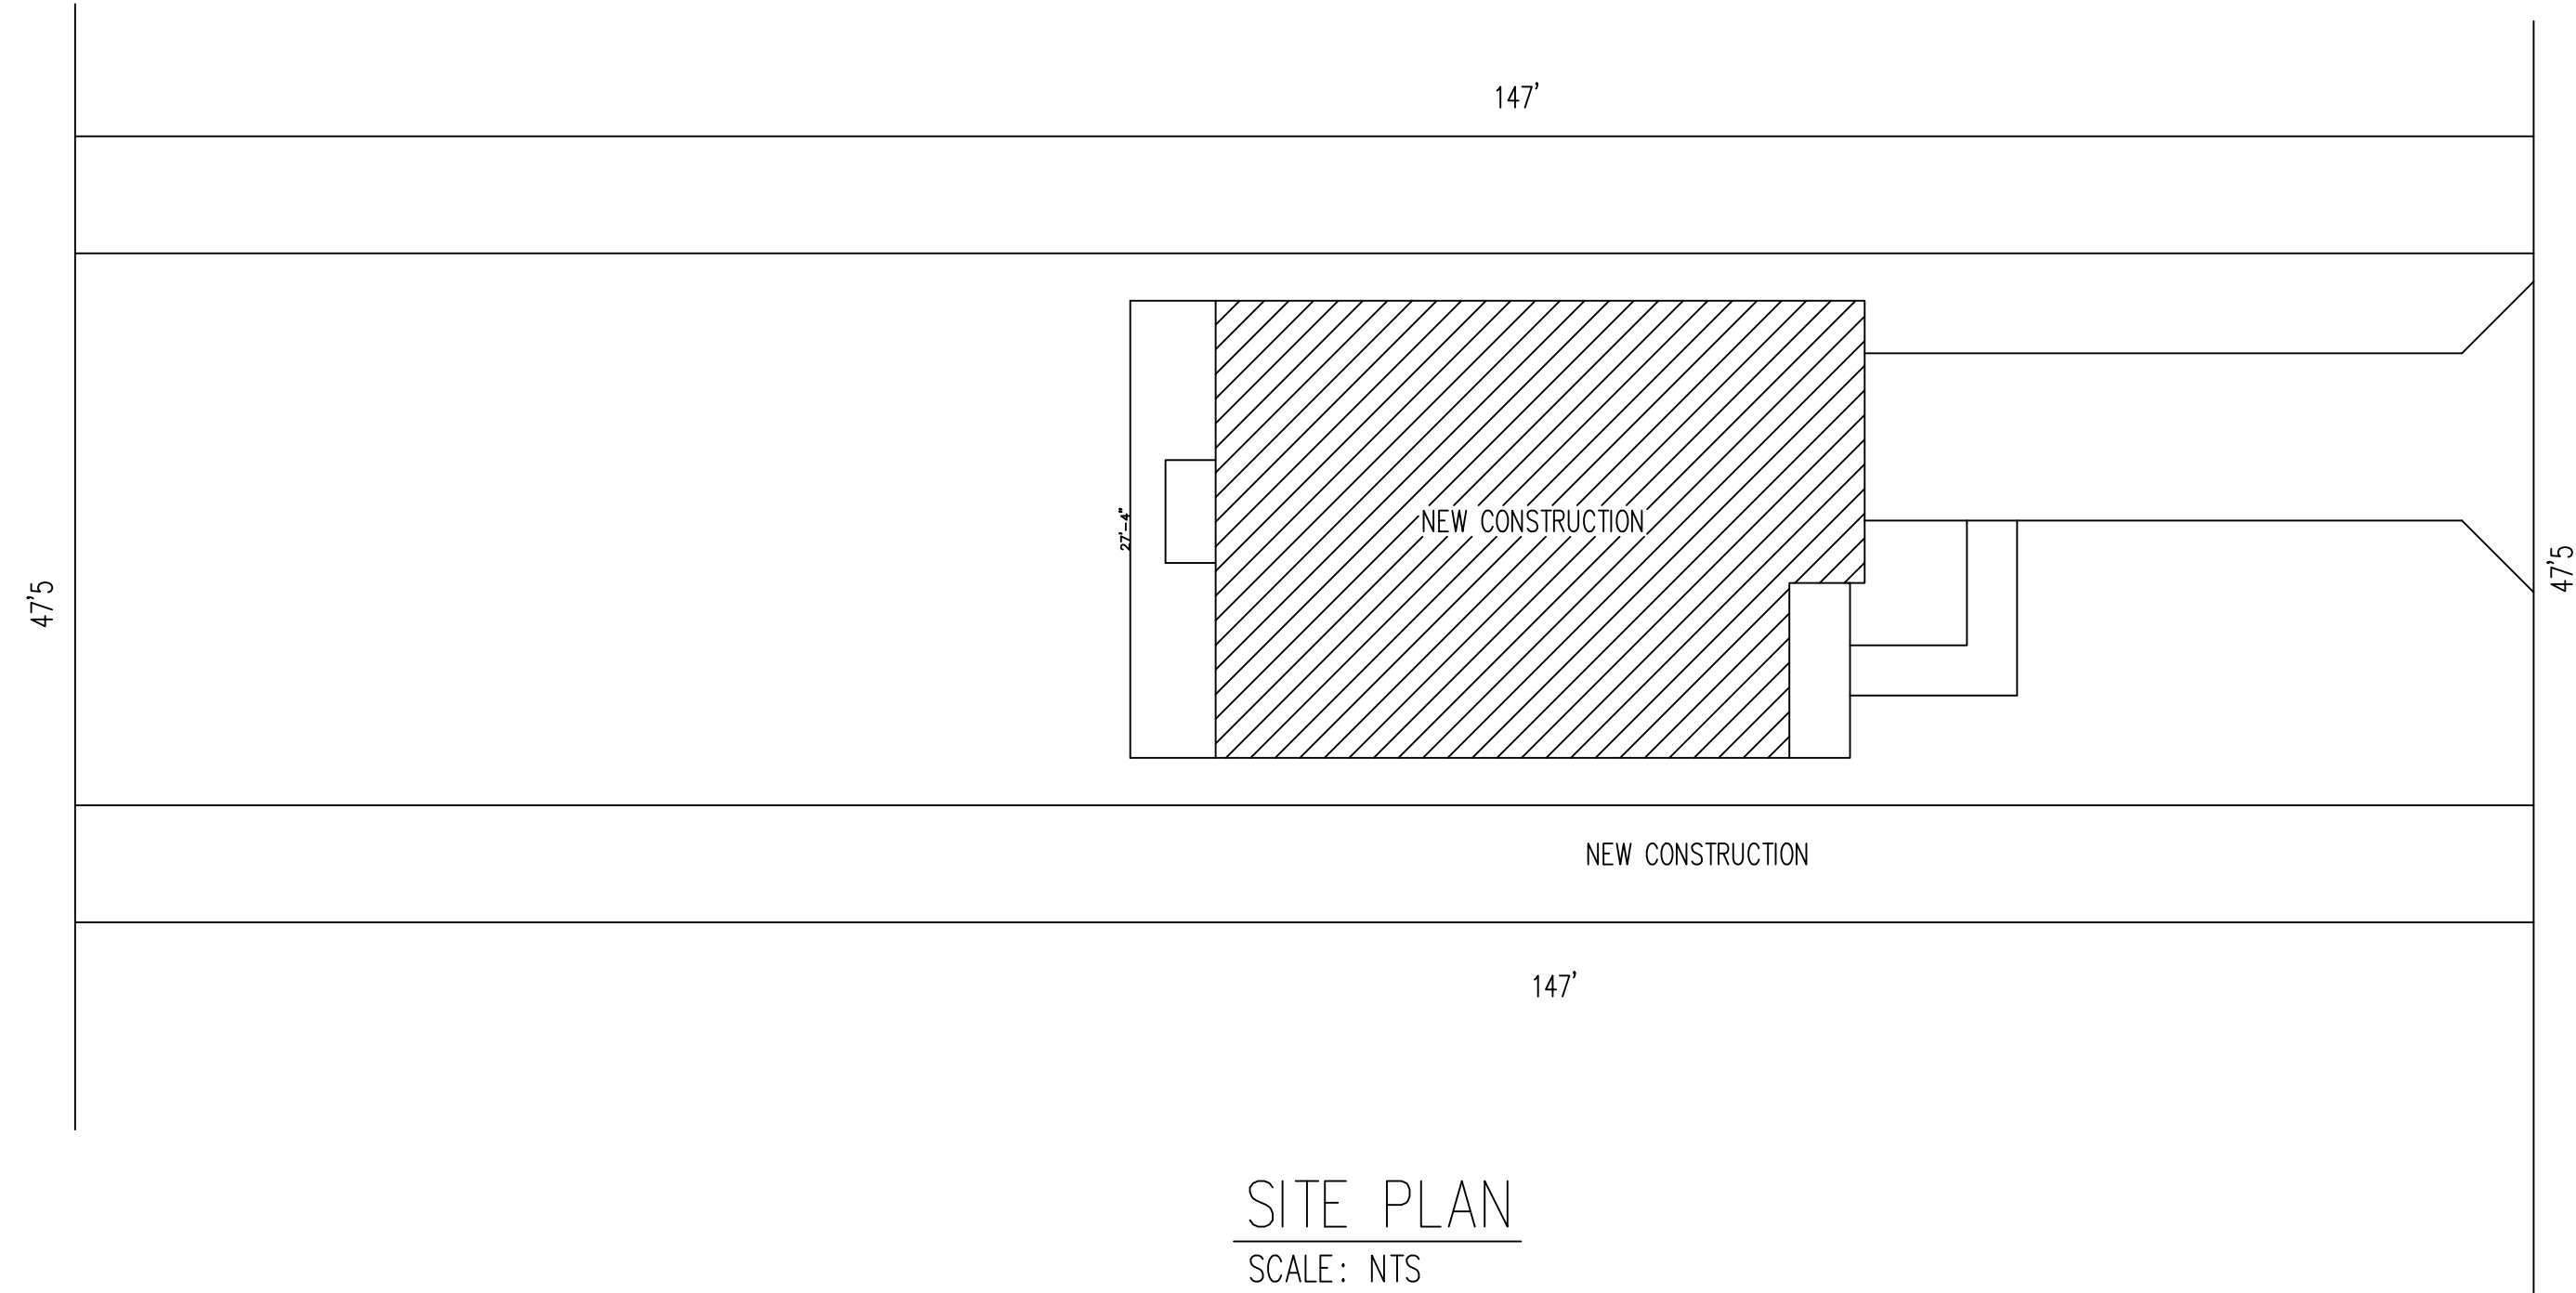 147'
NEW CONSTRUCTION
27'-4"
47'5
47'5
NEW CONSTRUCTION
147'
SITE PLAN
SCALE: NTS